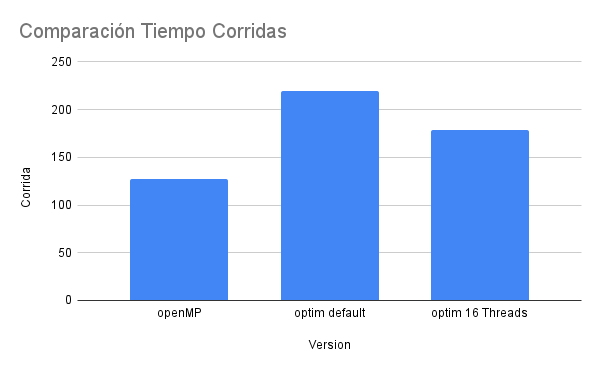 Comparación Tiempo Corridas
Corrida
250
200
150
100
50
0
openMP
optim default
optim 16 Threads
Version